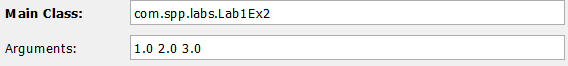 Main Class: com.spp.labs.Lab1Ex2
Arguments: 1.0 2.0 3.0